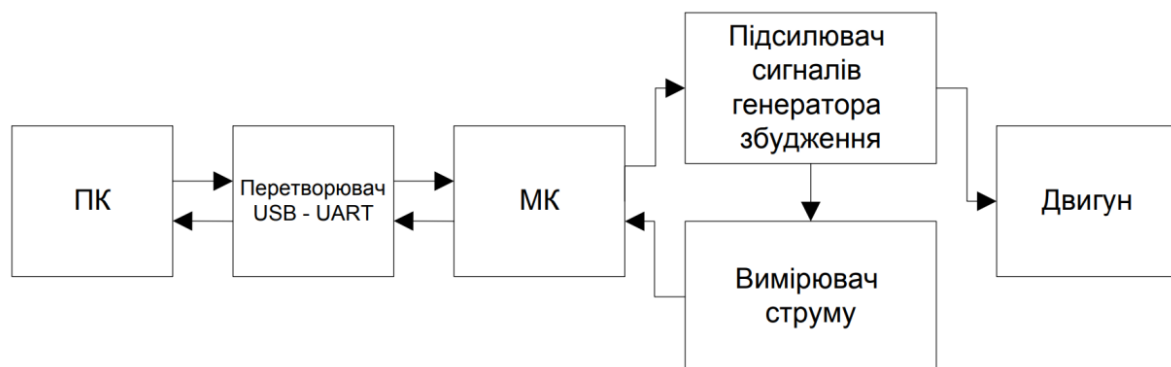 ПК
Перетворювач
USB - UART
МК
Підсилювач
сигналів
генератора
збудження
Вимірювач
струму
Двигун